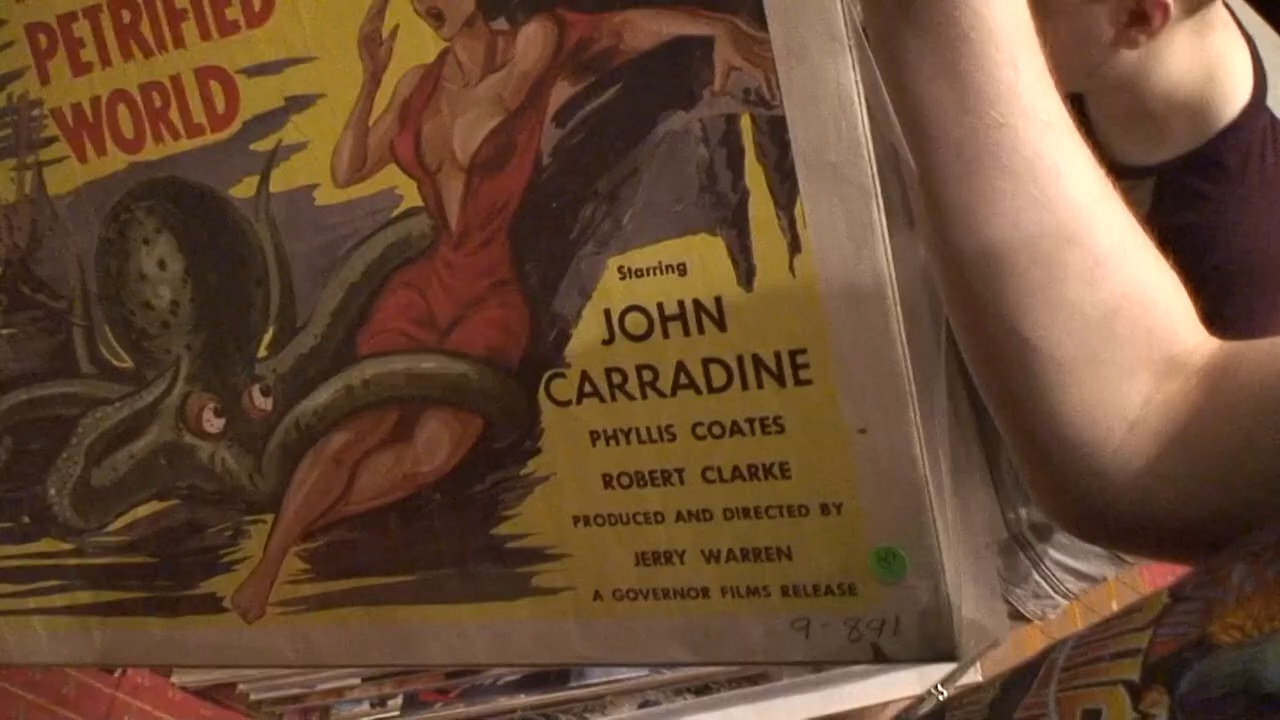 PETRIFIED
WORLD
Starring
JOHN
CARRADINE
PHYLLIS COATES
ROBERT CLARKE
PRODUCED AND DIRECTED BY
JERRY WARREN
A GOVERNOR FILMS RELEASE
9-891